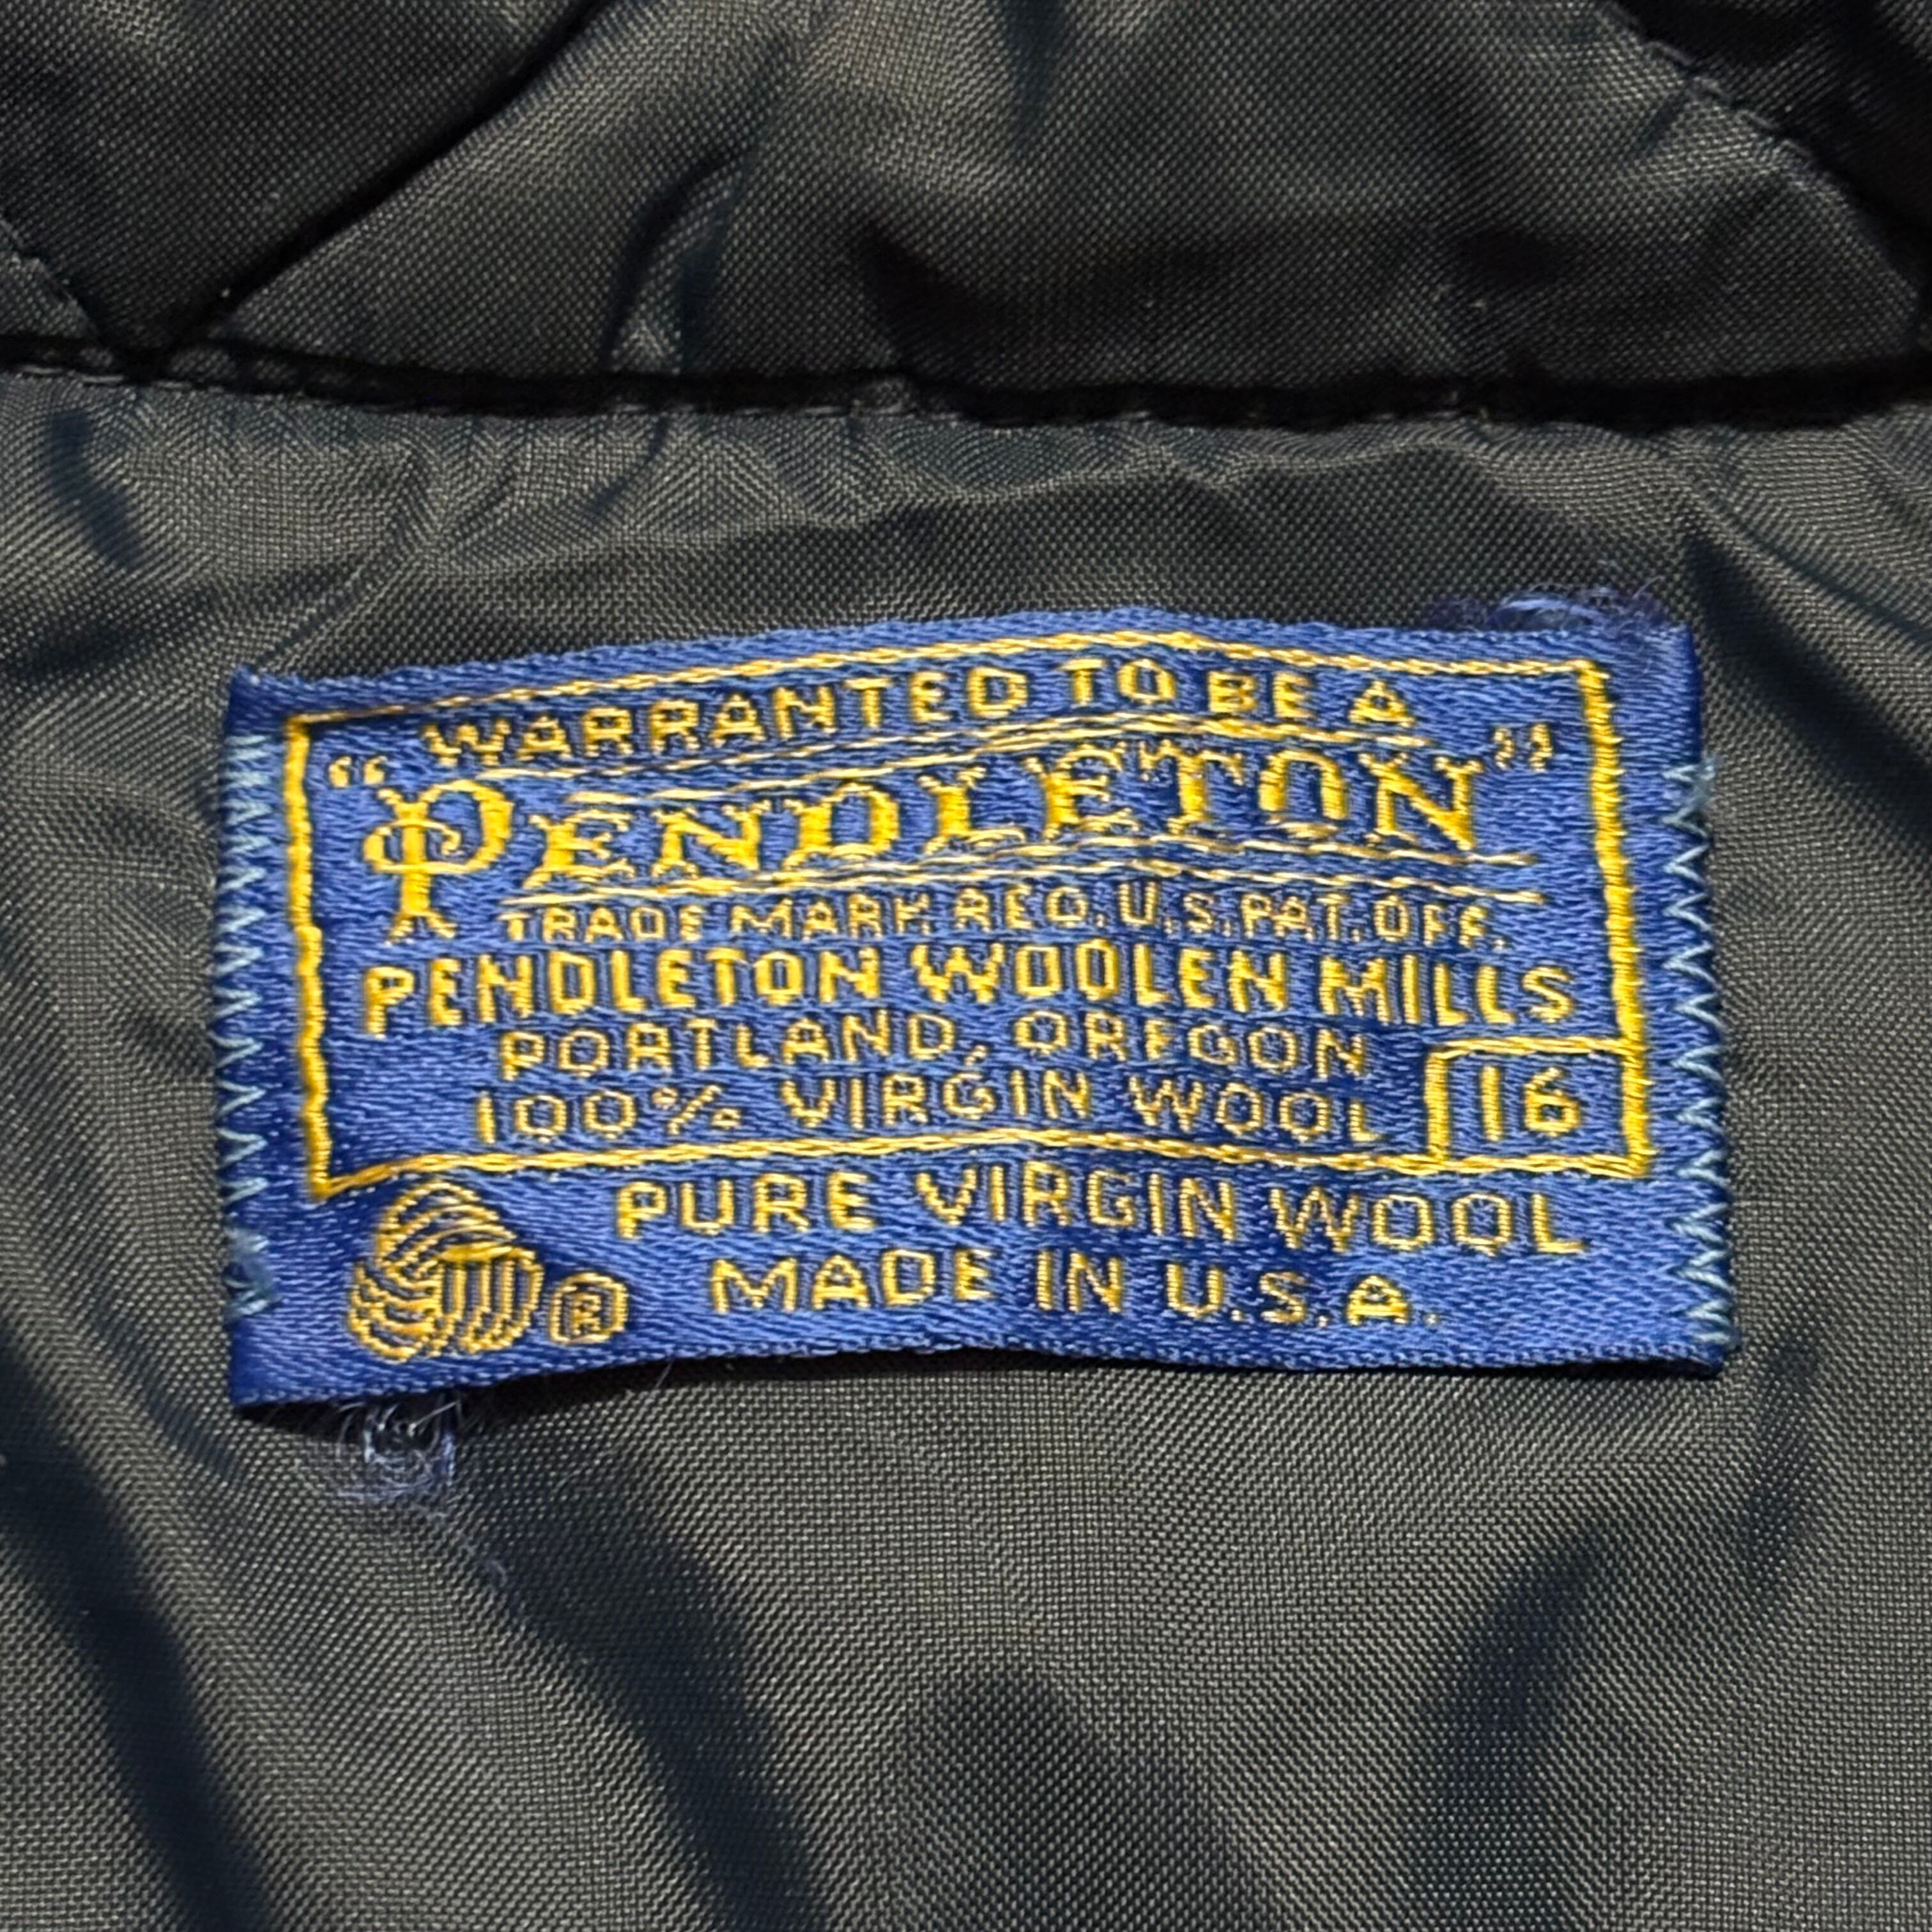 WARRANTED TO BE A
"PENDLETON"
TRADE MARK REG. U.S. PAT. OFF.
PENDLETON WOOLEN MILLS
PORTLAND, OREGON
100% VIRGIN WOOL 16
PURE VIRGIN WOOL
® MADE IN U.S.A.